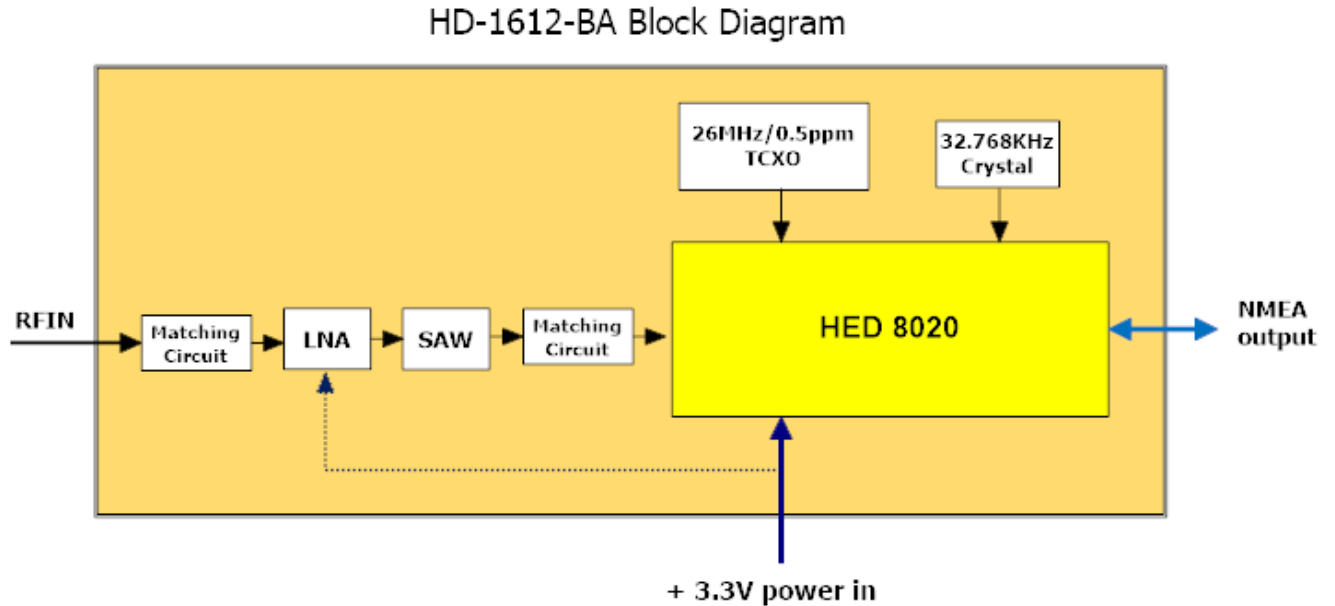 HD-1612-BA Block Diagram
26MHz/0.5ppm
TCXO
32.768KHz
Crystal
RFIN
Matching
Circuit
LNA
SAW
Matching
Circuit
HED 8020
NMEA
output
+ 3.3V power in